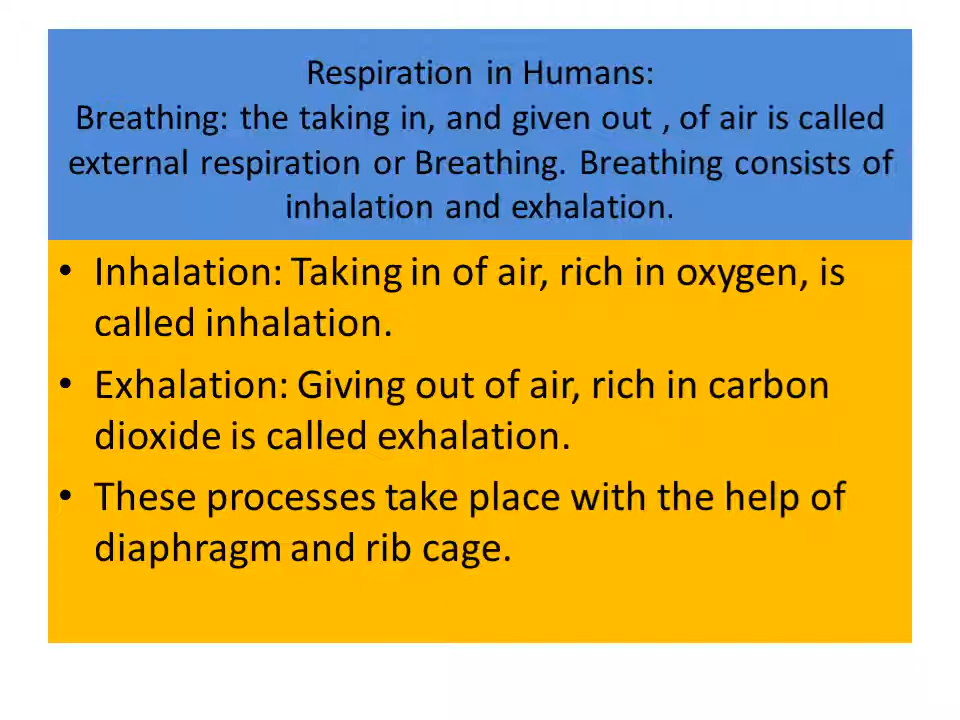 Respiration in Humans:
Breathing: the taking in, and given out , of air is called
external respiration or Breathing. Breathing consists of
inhalation and exhalation.
• Inhalation: Taking in of air, rich in oxygen, is
called inhalation.
• Exhalation: Giving out of air, rich in carbon
dioxide is called exhalation.
• These processes take place with the help of
diaphragm and rib cage.